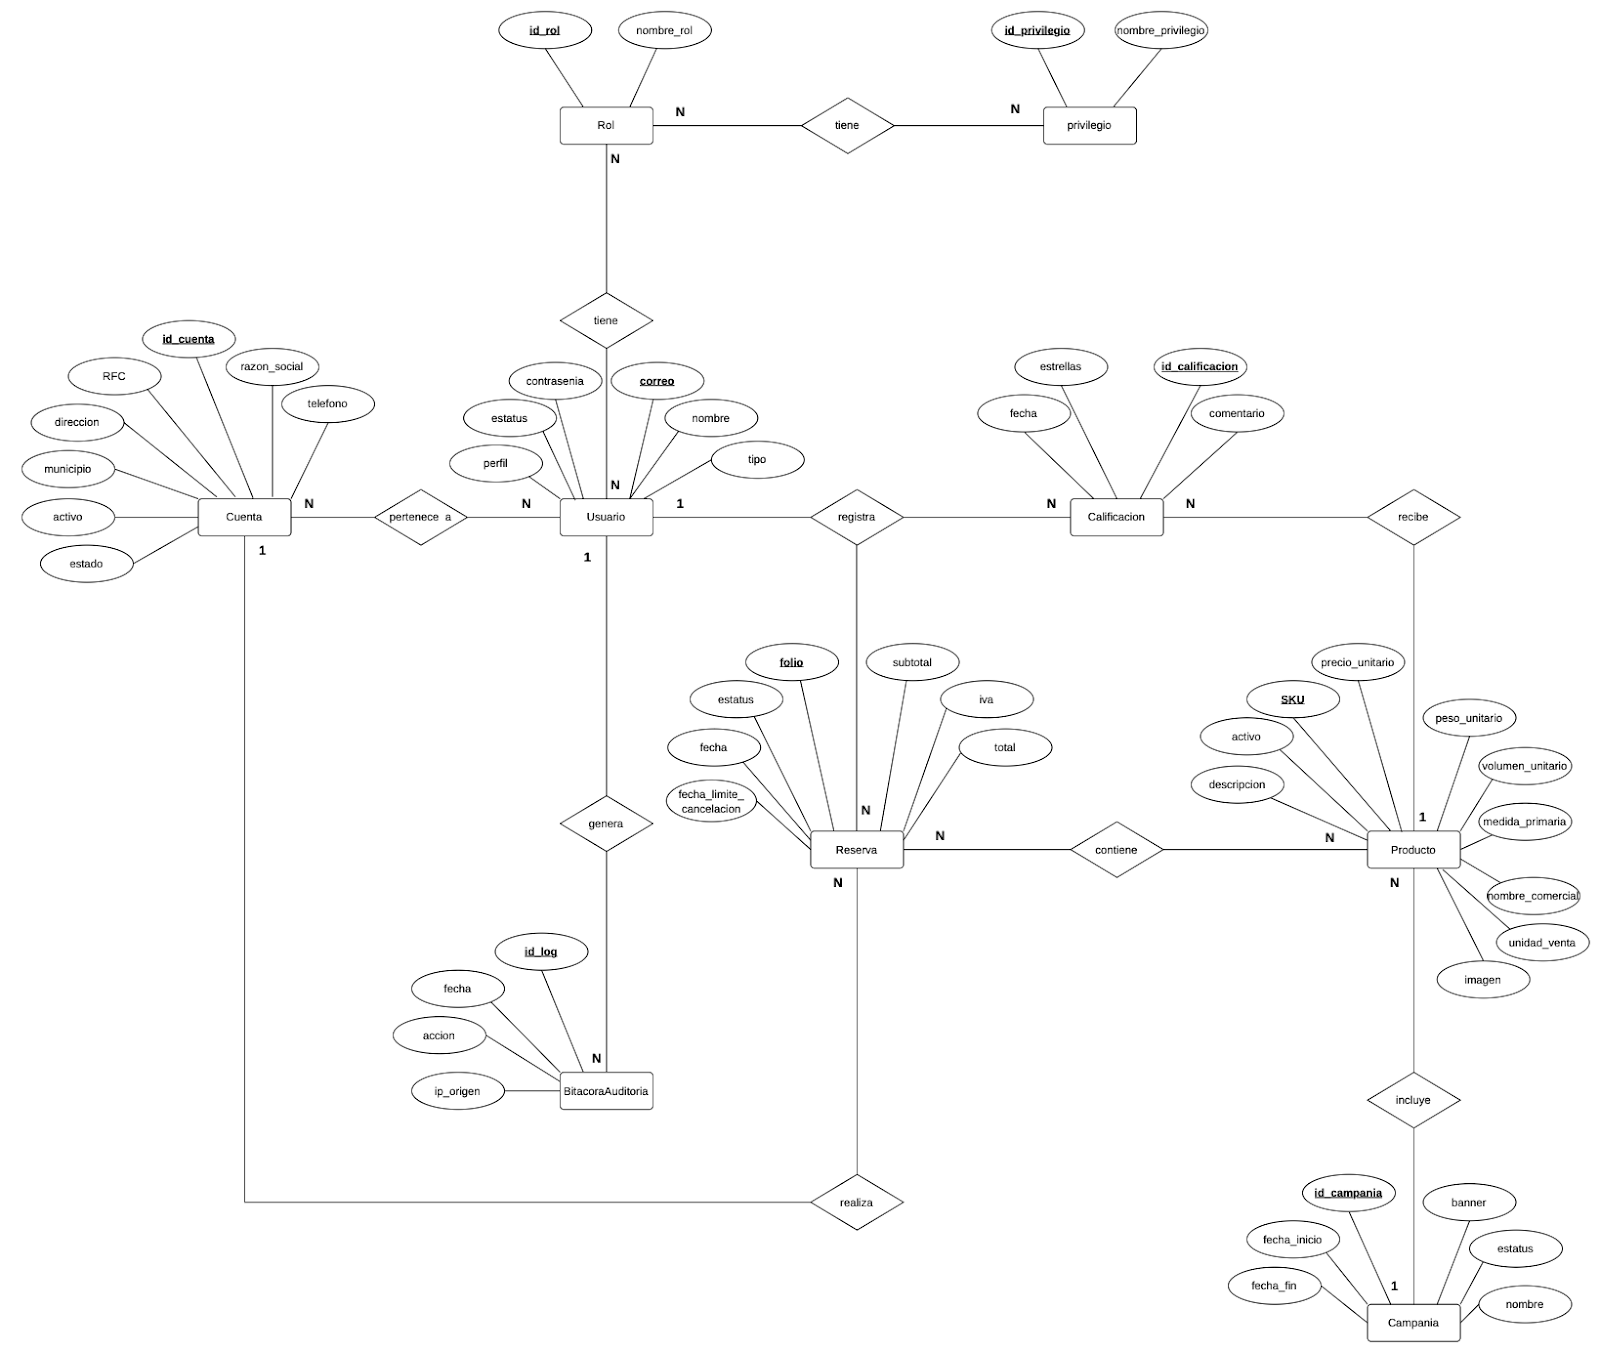 id_rol
nombre_rol
id_privilegio
nombre_privilegio
Rol
N
tiene
N
privilegio
N
tiene
id_cuenta
RFC
razon_social
telefono
direccion
municipio
activo
estado
Cuenta
1
N
pertenece a
N
contrasenia
correo
estatus
nombre
perfil
tipo
N
Usuario
1
1
registra
N
estrellas
id_calificacion
fecha
comentario
Calificacion
N
recibe
folio
subtotal
estatus
iva
fecha
total
fecha_limite_
cancelacion
N
Reserva
N
N
contiene
N
precio_unitario
SKU
peso_unitario
activo
volumen_unitario
descripcion
medida_primaria
1
Producto
N
nombre_comercial
unidad_venta
imagen
genera
id_log
fecha
accion
ip_origen
N
BitacoraAuditoria
realiza
incluye
id_campania
banner
fecha_inicio
estatus
fecha_fin
nombre
1
Campania